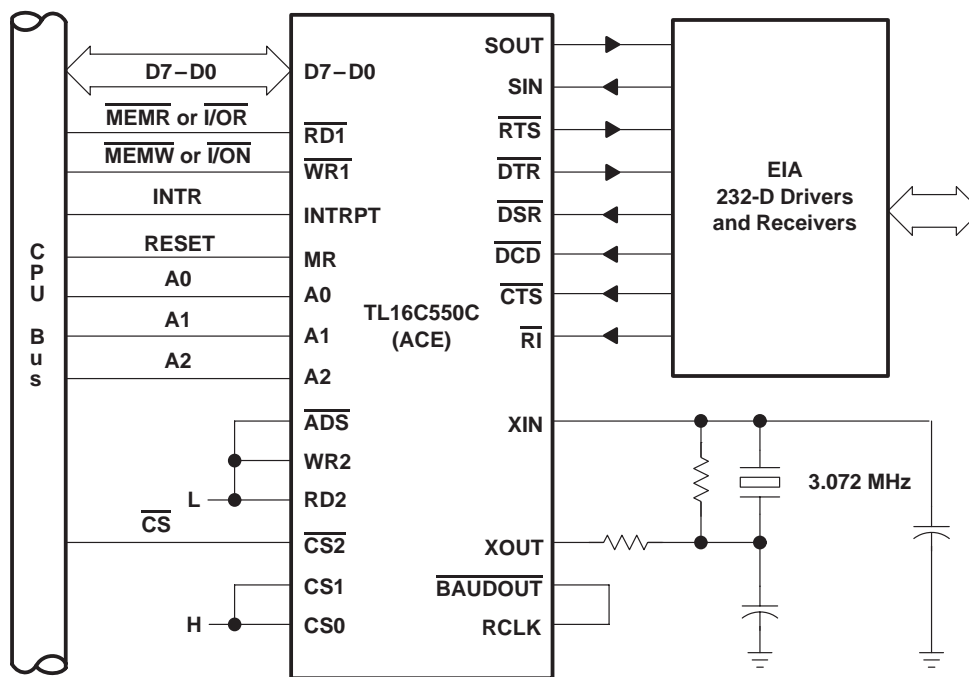 CPU Bus
D7–D0
MEMR or I/OR
MEMW or I/ON
INTR
RESET
A0
A1
A2
L
CS
H
D7–D0
RD1
WR1
INTRPT
MR
A0
A1
A2
ADS
WR2
RD2
CS2
CS1
CS0
TL16C550C
(ACE)
SOUT
SIN
RTS
DTR
DSR
DCD
CTS
RI
XIN
XOUT
BAUDOUT
RCLK
EIA
232-D Drivers
and Receivers
3.072 MHz